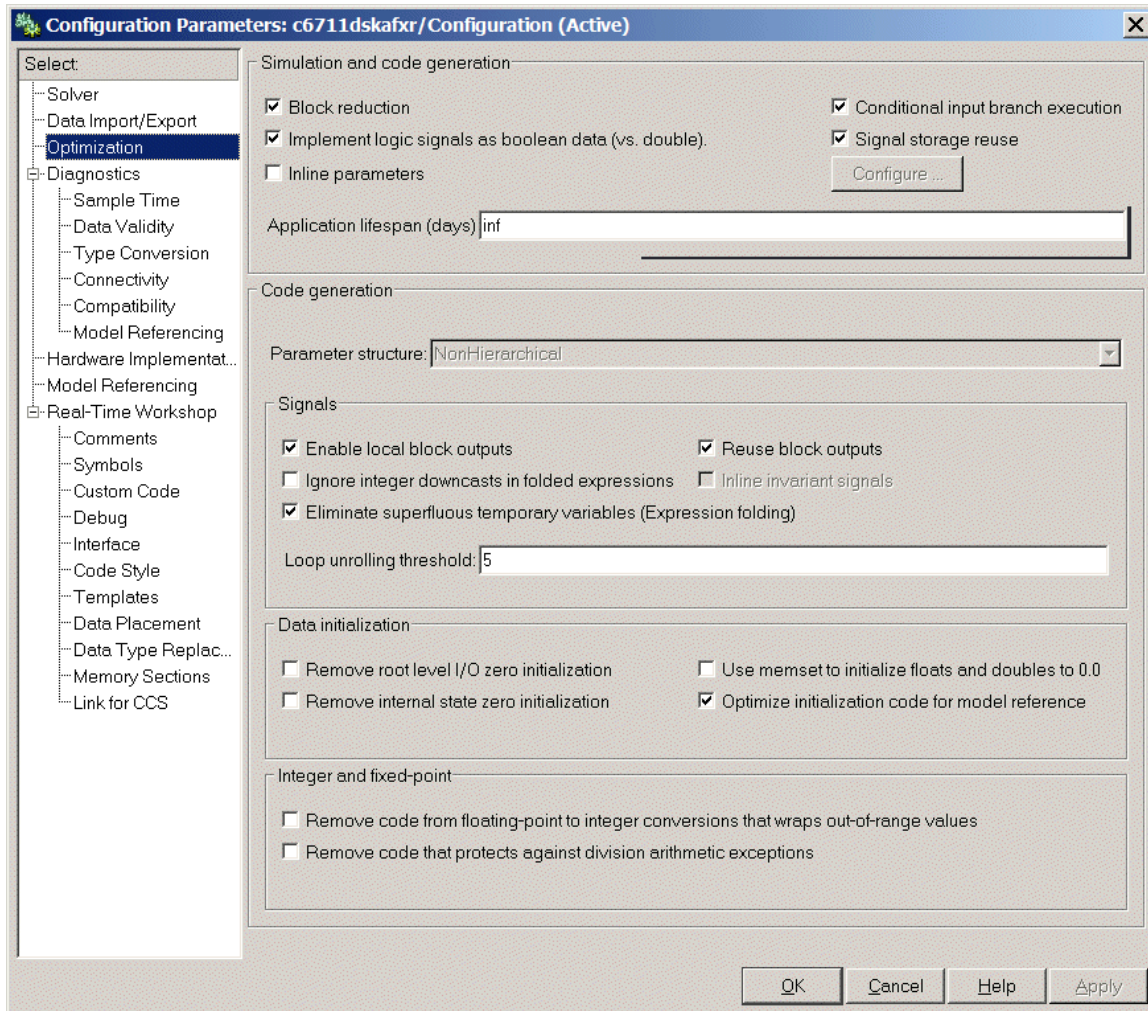 Configuration Parameters: c6711dskafxr/Configuration (Active)
Select:
Solver
Data Import/Export
Optimization
Diagnostics
Sample Time
Data Validity
Type Conversion
Connectivity
Compatibility
Model Referencing
Hardware Implementat...
Model Referencing
Real-Time Workshop
Comments
Symbols
Custom Code
Debug
Interface
Code Style
Templates
Data Placement
Data Type Replac...
Memory Sections
Link for CCS
Simulation and code generation
Block reduction
Conditional input branch execution
Implement logic signals as boolean data (vs. double).
Signal storage reuse
Inline parameters
Configure ...
Application lifespan (days) inf
Code generation
Parameter structure: NonHierarchical
Signals
Enable local block outputs
Reuse block outputs
Ignore integer downcasts in folded expressions
Inline invariant signals
Eliminate superfluous temporary variables (Expression folding)
Loop unrolling threshold: 5
Data initialization
Remove root level I/O zero initialization
Use memset to initialize floats and doubles to 0.0
Remove internal state zero initialization
Optimize initialization code for model reference
Integer and fixed-point
Remove code from floating-point to integer conversions that wraps out-of-range values
Remove code that protects against division arithmetic exceptions
OK
Cancel
Help
Apply